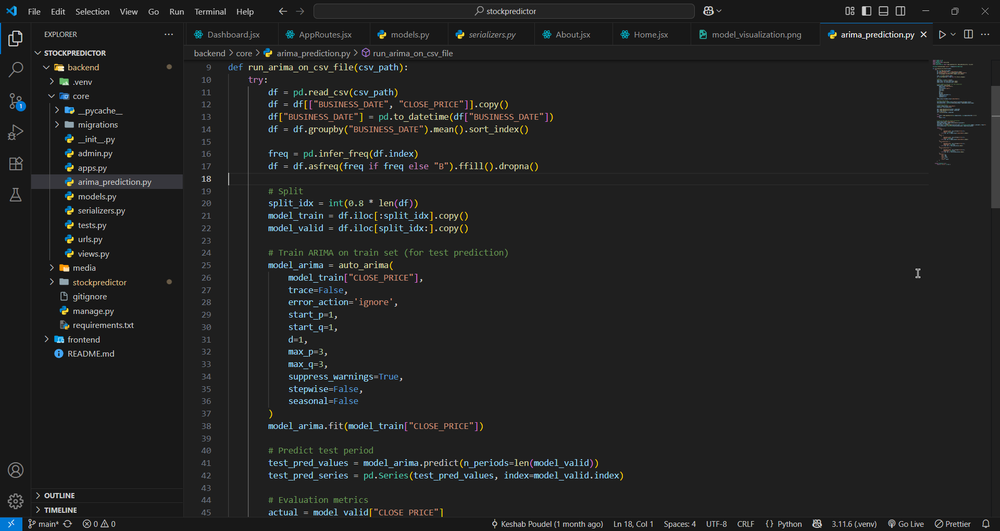 File Edit Selection View Go Run Terminal Help
stockpredictor
EXPLORER
Dashboard.jsx
AppRoutes.jsx
models.py
serializers.py
About.jsx
Home.jsx
model_visualization.png
arima_prediction.py
STOCKPREDICTOR
backend
.venv
core
__pycache__
migrations
__init__.py
admin.py
apps.py
arima_prediction.py
models.py
serializers.py
tests.py
urls.py
views.py
media
stockpredictor
gitignore
manage.py
requirements.txt
frontend
README.md
OUTLINE
TIMELINE
1
backend > core > arima_prediction.py > run_arima_on_csv_file
9 def run_arima_on_csv_file(csv_path):
10 try:
11 df = pd.read_csv(csv_path)
12 df = df[["BUSINESS_DATE", "CLOSE_PRICE"]].copy()
13 df["BUSINESS_DATE"] = pd.to_datetime(df["BUSINESS_DATE"])
14 df = df.groupby("BUSINESS_DATE").mean().sort_index()
15
16 freq = pd.infer_freq(df.index)
17 df = df.asfreq(freq if freq else "B").ffill().dropna()
18
19 # Split
20 split_idx = int(0.8 * len(df))
21 model_train = df.iloc[:split_idx].copy()
22 model_valid = df.iloc[split_idx:].copy()
23
24 # Train ARIMA on train set (for test prediction)
25 model_arima = auto_arima(
26 model_train["CLOSE_PRICE"],
27 trace=False,
28 error_action='ignore',
29 start_p=1,
30 start_q=1,
31 d=1,
32 max_p=3,
33 max_q=3,
34 suppress_warnings=True,
35 stepwise=False,
36 seasonal=False
37 )
38 model_arima.fit(model_train["CLOSE_PRICE"])
39
40 # Predict test period
41 test_pred_values = model_arima.predict(n_periods=len(model_valid))
42 test_pred_series = pd.Series(test_pred_values, index=model_valid.index)
43
44 # Evaluation metrics
45 actual = model_valid["CLOSE_PRICE"]
main* 0 0 Keshab Poudel (1 month ago) Ln 18, Col 1 Spaces: 4 UTF-8 CRLF {} Python 3.11.6 (.venv) Go Live Prettier